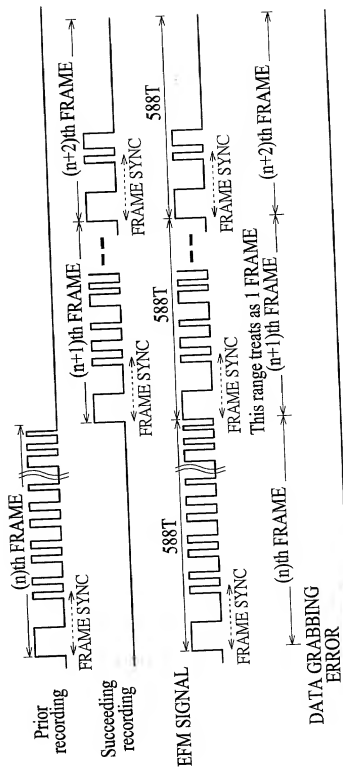 (n)th FRAME
Prior
recording
FRAME SYNC
(n+1)th FRAME
(n+2)th FRAME
Succeeding
recording
FRAME SYNC
FRAME SYNC
588T
588T
588T
EFM SIGNAL
FRAME SYNC
FRAME SYNC
FRAME SYNC
This range treats as 1 FRAME
(n)th FRAME
(n+1)th FRAME
(n+2)th FRAME
DATA GRABBING
ERROR